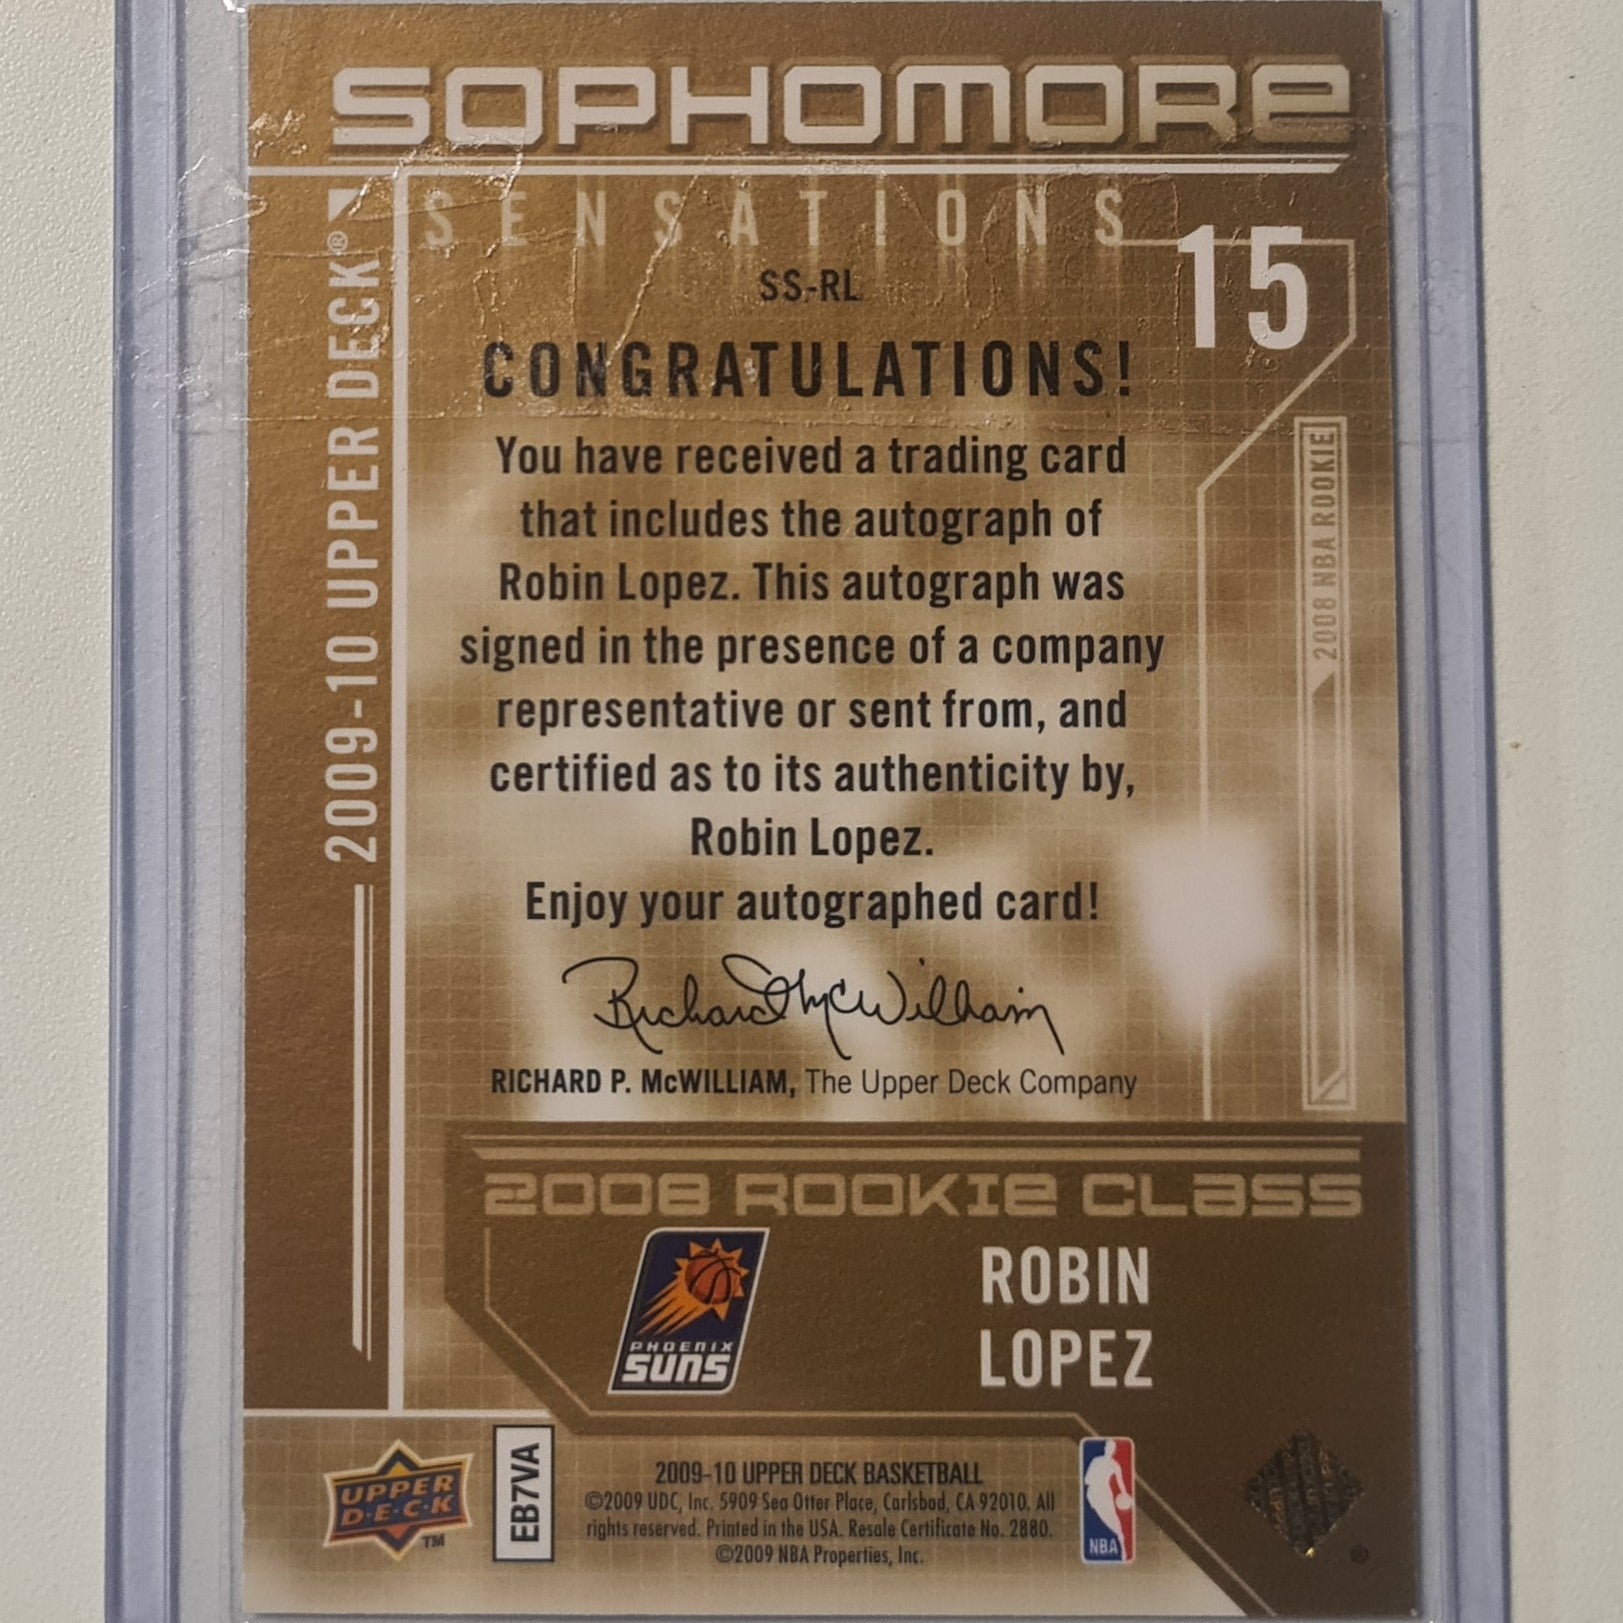 SOPHOMORE
SENSATIONS
15
SS-RL
2009-10 UPPER DECK®
CONGRATULATIONS!
You have received a trading card
that includes the autograph of
Robin Lopez. This autograph was
signed in the presence of a company
representative or sent from, and
certified as to its authenticity by,
Robin Lopez.
Enjoy your autographed card!
Richard McWilliam
RICHARD P. McWILLIAM, The Upper Deck Company
2008 NBA ROOKIE
2008 ROOKIE CLASS
PHOENIX
SUNS
ROBIN
LOPEZ
UPPER
D·E·C·K
TM
EB7VA
2009-10 UPPER DECK BASKETBALL
©2009 UDC, Inc. 5909 Sea Otter Place, Carlsbad, CA 92010. All
rights reserved. Printed in the USA. Resale Certificate No. 2880.
©2009 NBA Properties, Inc.
NBA